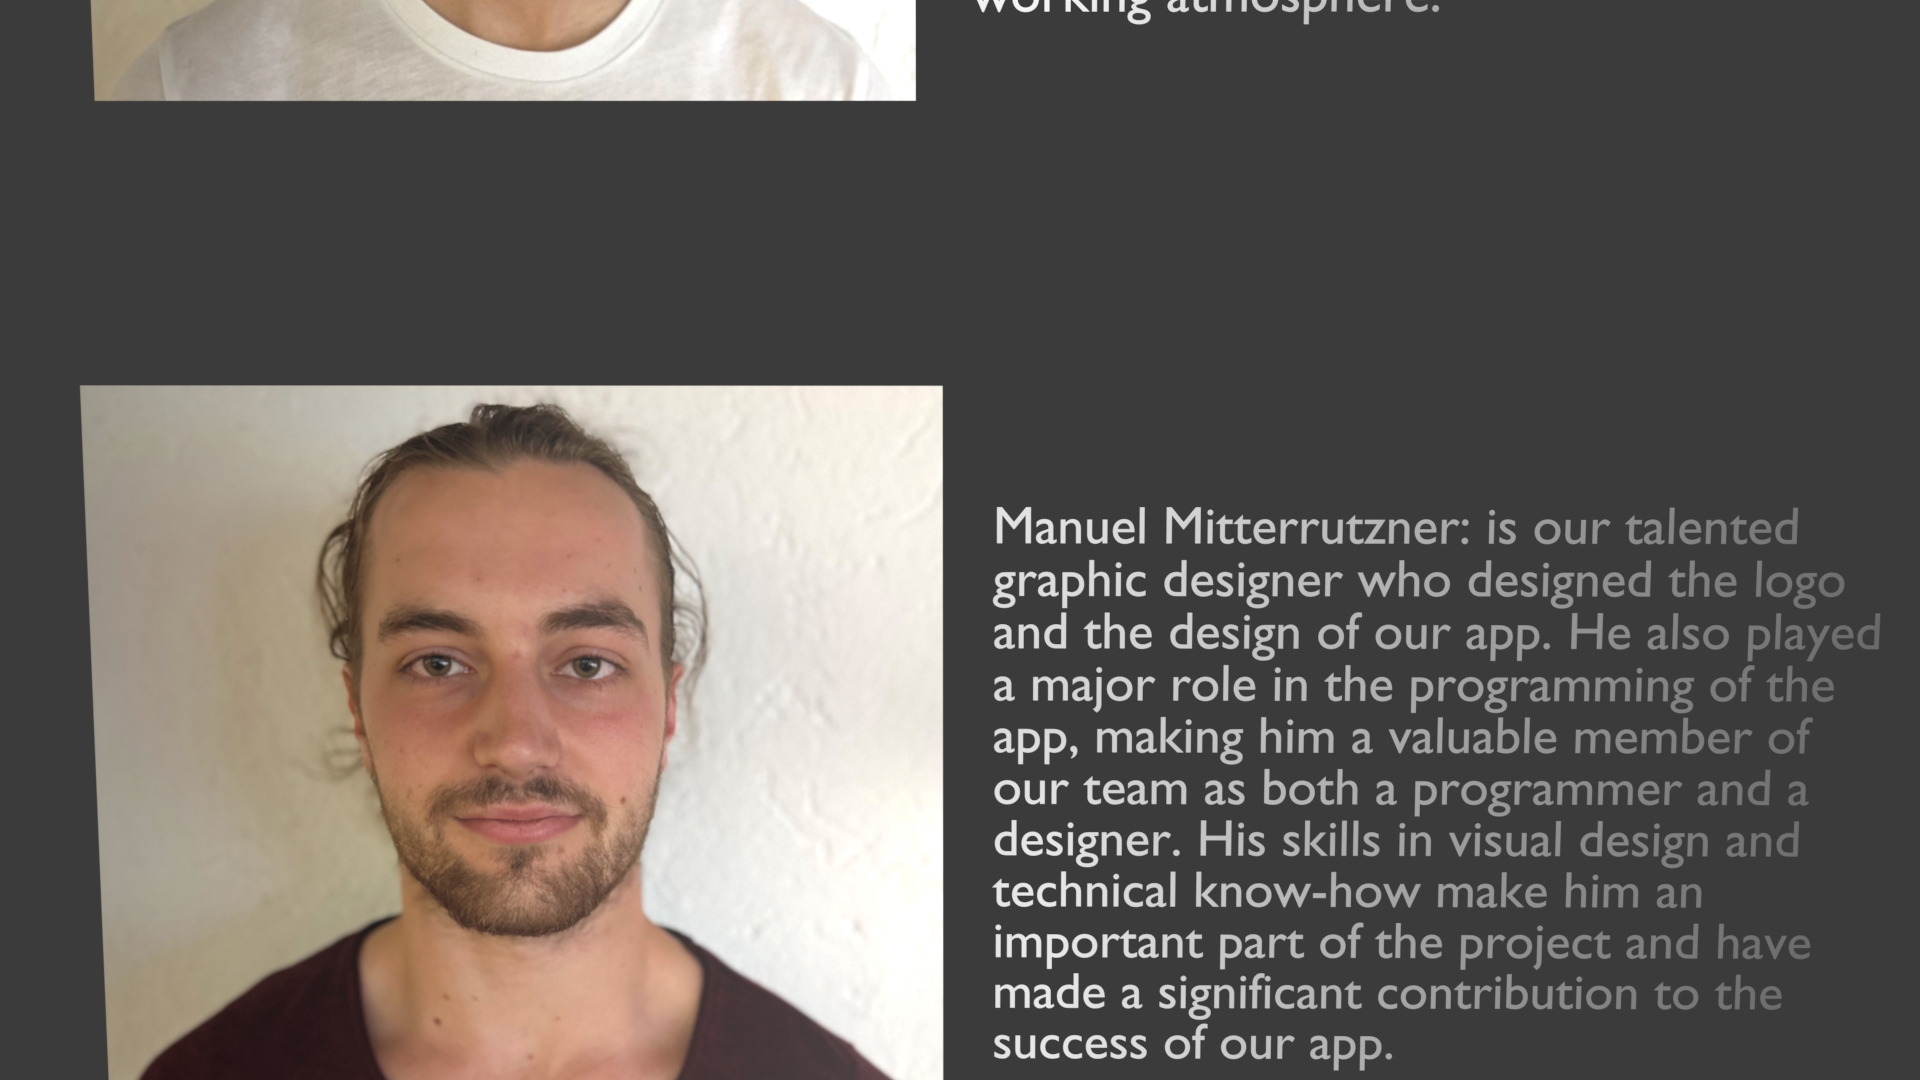 working atmosphere.
Manuel Mitterrutzner: is our talented
graphic designer who designed the logo
and the design of our app. He also played
a major role in the programming of the
app, making him a valuable member of
our team as both a programmer and a
designer. His skills in visual design and
technical know-how make him an
important part of the project and have
made a significant contribution to the
success of our app.